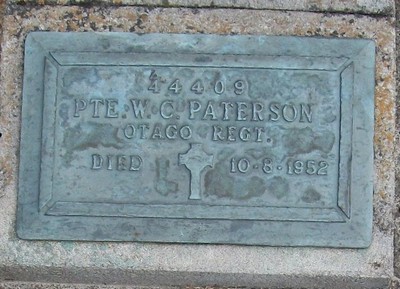 44409
PTE. W. C. PATERSON
OTAGO REGT.
DIED 10-8-1952